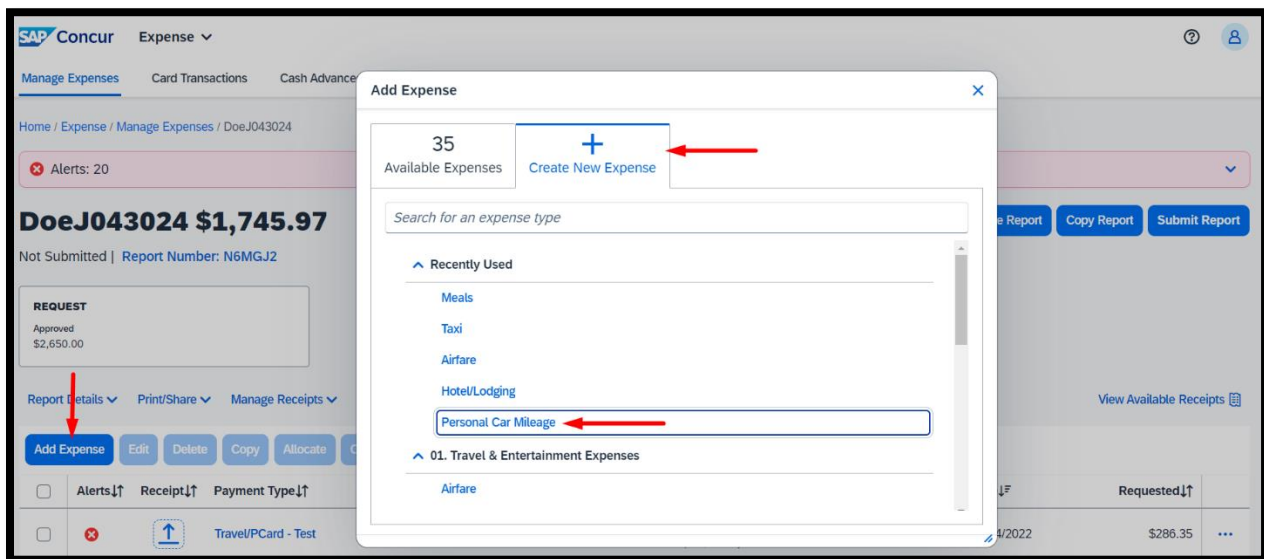 SAP Concur Expense
Manage Expenses Card Transactions Cash Advance
Home / Expense / Manage Expenses / DoeJ043024
Alerts: 20
DoeJ043024 $1,745.97
Report Copy Report Submit Report
Not Submitted | Report Number: N6MGJ2
REQUEST
Approved
$2,650.00
Report Details Print/Share Manage Receipts
View Available Receipts
Add Expense Edit Delete Copy Allocate
Alerts Receipt Payment Type Requested
Travel/PCard - Test 4/2022 $286.35
Add Expense
35
Available Expenses
Create New Expense
Search for an expense type
Recently Used
Meals
Taxi
Airfare
Hotel/Lodging
Personal Car Mileage
01. Travel & Entertainment Expenses
Airfare